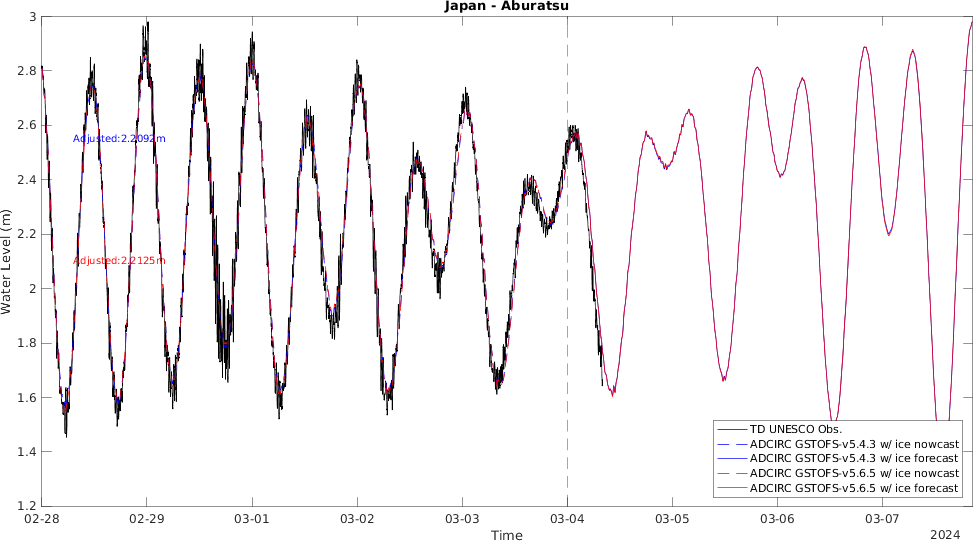 Japan - Aburatsu
3
2.8
2.6
2.4
2.2
2
1.8
1.6
1.4
1.2
Water Level (m)
Adjusted:2.2092m
Adjusted:2.2125m
TD UNESCO Obs.
ADCIRC GSTOFS-v5.4.3 w/ ice nowcast
ADCIRC GSTOFS-v5.4.3 w/ ice forecast
ADCIRC GSTOFS-v5.6.5 w/ ice nowcast
ADCIRC GSTOFS-v5.6.5 w/ ice forecast
02-28 02-29 03-01 03-02 03-03 03-04 03-05 03-06 03-07
Time
2024